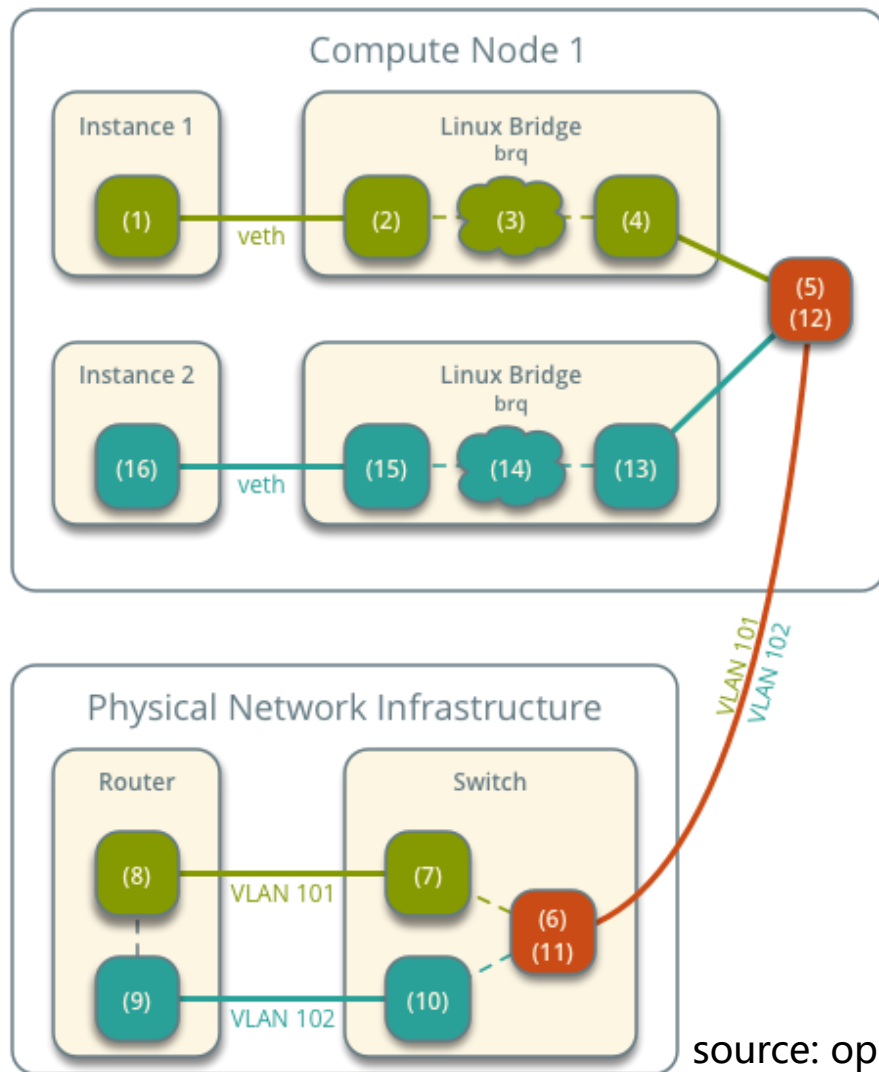 Compute Node 1
Instance 1
Linux Bridge
brq
(1)
veth
(2)
(3)
(4)
(5)
(12)
Instance 2
Linux Bridge
brq
(16)
veth
(15)
(14)
(13)
VLAN 101
VLAN 102
Physical Network Infrastructure
Router
Switch
(8)
VLAN 101
(7)
(6)
(11)
(9)
VLAN 102
(10)
source: op